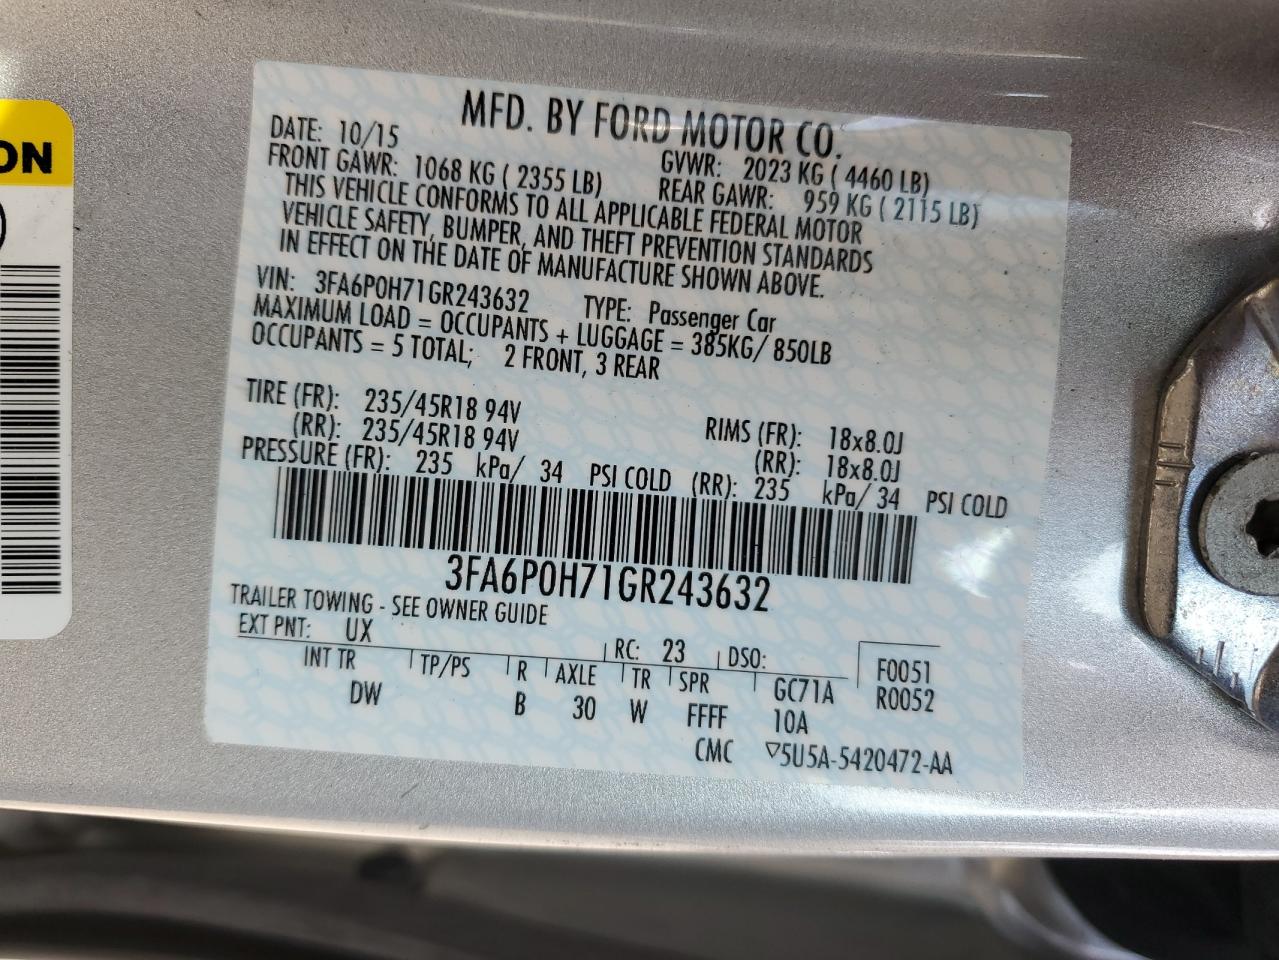 ON
MFD. BY FORD MOTOR CO.
DATE: 10/15 GVWR: 2023 KG ( 4460 LB)
FRONT GAWR: 1068 KG ( 2355 LB) REAR GAWR: 959 KG ( 2115 LB)
THIS VEHICLE CONFORMS TO ALL APPLICABLE FEDERAL MOTOR
VEHICLE SAFETY, BUMPER, AND THEFT PREVENTION STANDARDS
IN EFFECT ON THE DATE OF MANUFACTURE SHOWN ABOVE.
VIN: 3FA6P0H71GR243632 TYPE: Passenger Car
MAXIMUM LOAD = OCCUPANTS + LUGGAGE = 385KG/ 850LB
OCCUPANTS = 5 TOTAL; 2 FRONT, 3 REAR
TIRE (FR): 235/45R18 94V RIMS (FR): 18x8.0J
(RR): 235/45R18 94V (RR): 18x8.0J
PRESSURE (FR): 235 kPa/ 34 PSI COLD (RR): 235 kPa/ 34 PSI COLD
3FA6P0H71GR243632
TRAILER TOWING - SEE OWNER GUIDE
EXT PNT: UX RC: 23 DSO: F0051
INT TR TP/PS R AXLE TR SPR GC71A R0052
DW B 30 W FFFF 10A
CMC ▽5U5A-5420472-AA